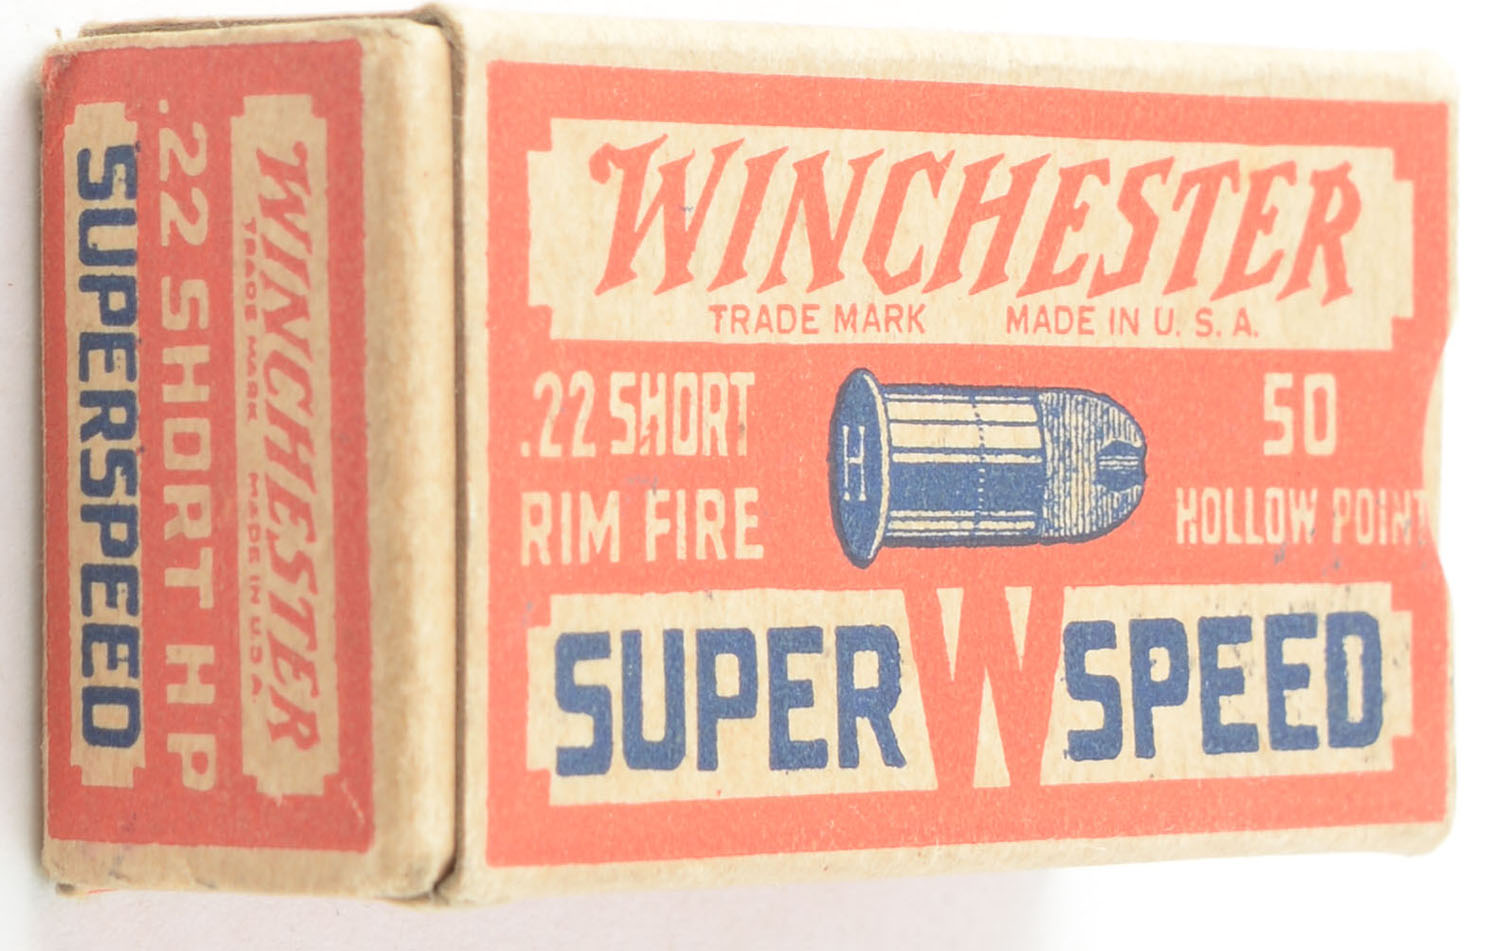 WINCHESTER
TRADE MARK MADE IN U. S. A.
.22 SHORT
RIM FIRE
H
50
HOLLOW POINT
SUPER W SPEED
WINCHESTER
TRADE MARK MADE IN U.S.A.
.22 SHORT HP
SUPERSPEED